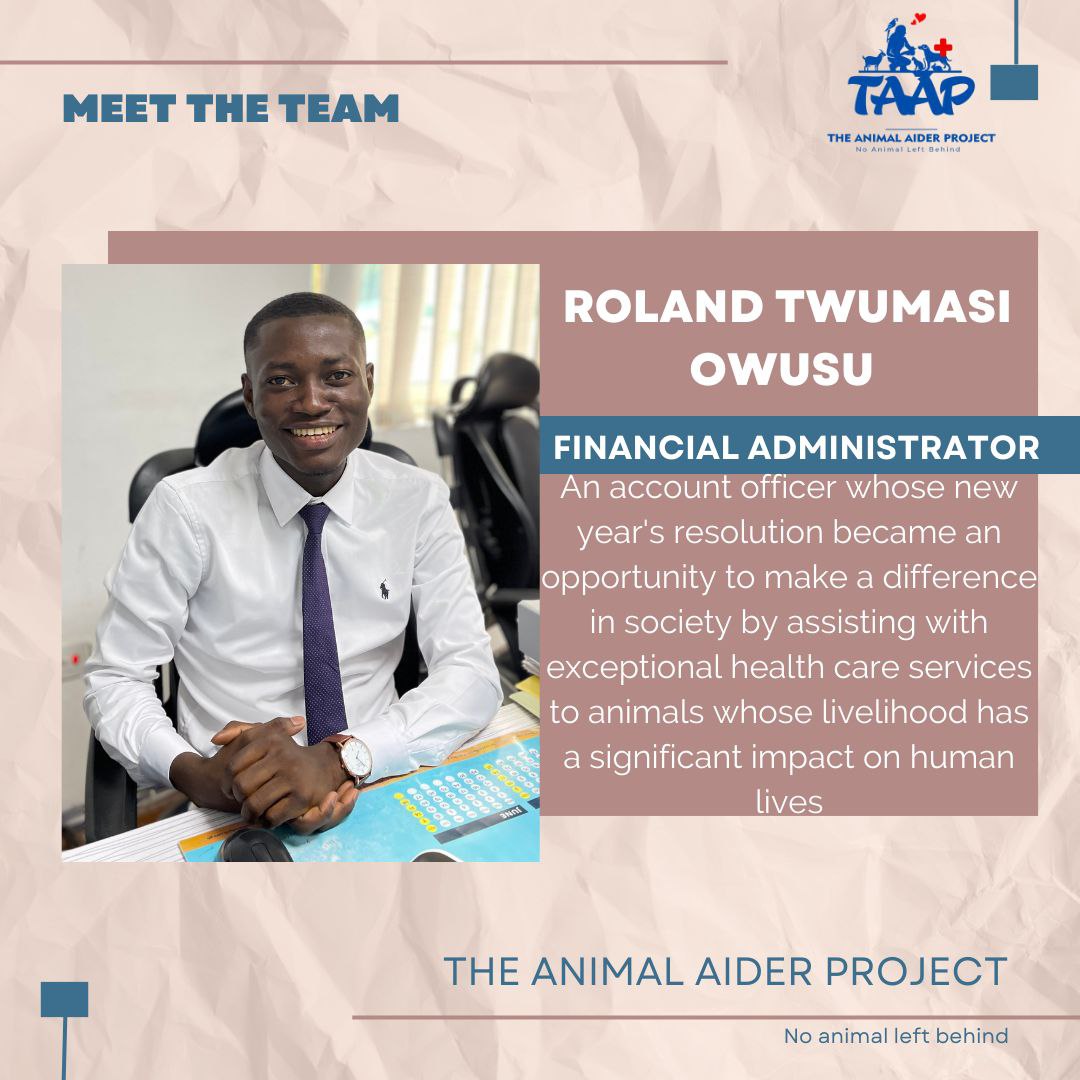 MEET THE TEAM
TAAP
THE ANIMAL AIDER PROJECT
No Animal Left Behind
ROLAND TWUMASI
OWUSU
FINANCIAL ADMINISTRATOR
An account officer whose new
year's resolution became an
opportunity to make a difference
in society by assisting with
exceptional health care services
to animals whose livelihood has
a significant impact on human
lives
JUNE
THE ANIMAL AIDER PROJECT
No animal left behind